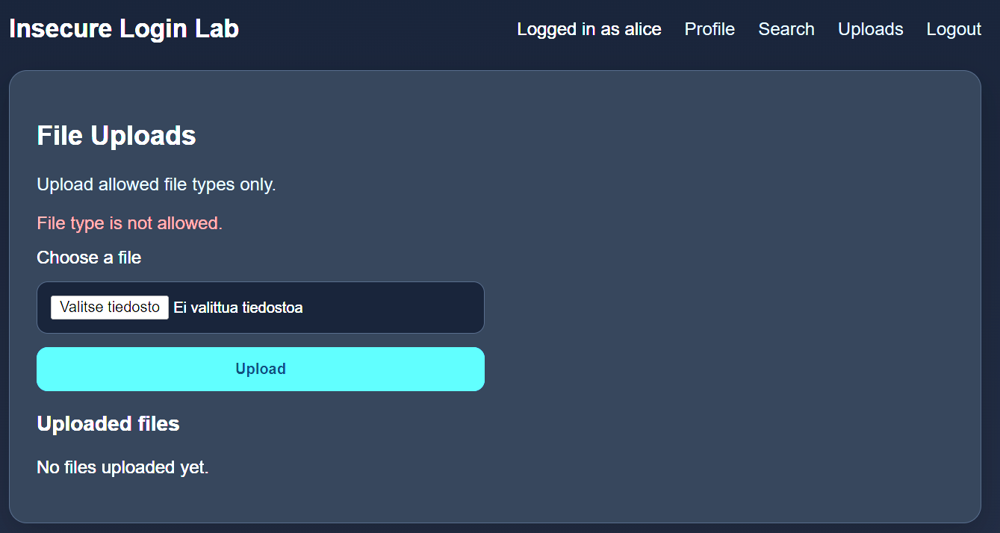 Insecure Login Lab
Logged in as alice Profile Search Uploads Logout
File Uploads
Upload allowed file types only.
File type is not allowed.
Choose a file
Valitse tiedosto Ei valittua tiedostoa
Upload
Uploaded files
No files uploaded yet.